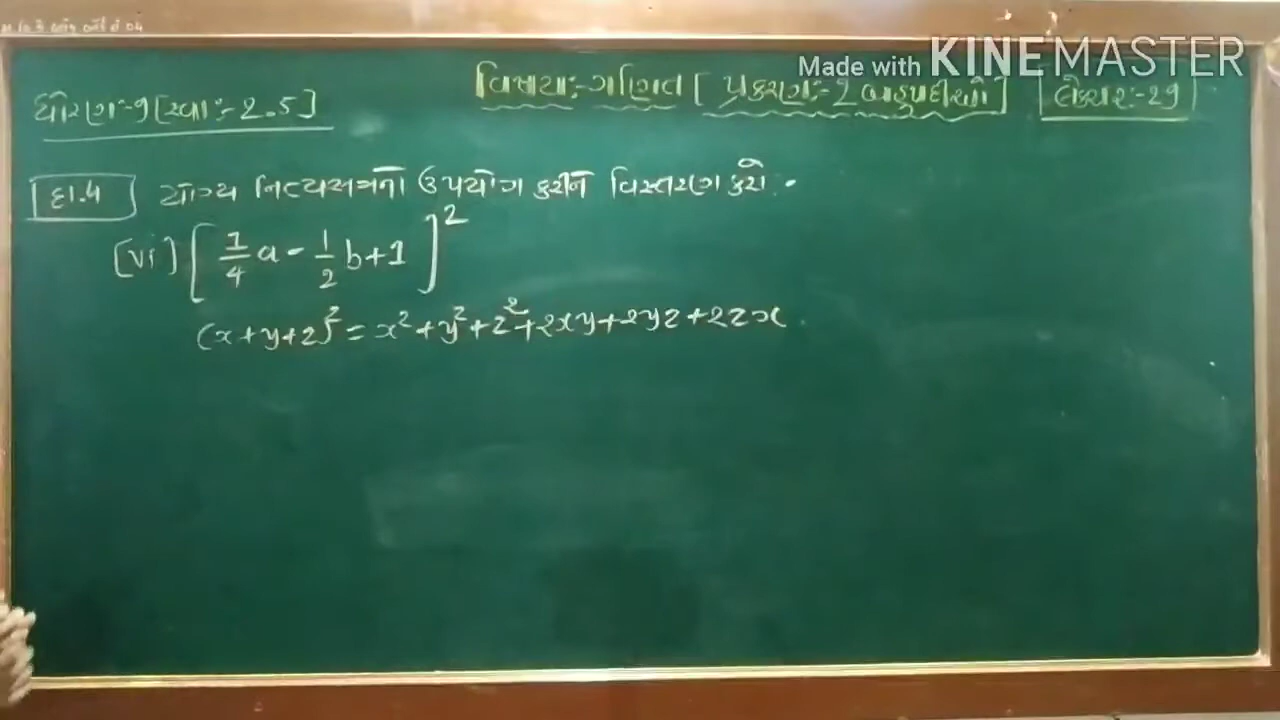 Made with KINEMASTER
વિષય:-ગણિત [ પ્રકરણ:-2 બહુપદીઓ] લેક્ચર:-29
ધોરણ:-9 [સ્વા:-2.5]
દા.4 યોગ્ય નિત્યસમનો ઉપયોગ કરીને વિસ્તરણ કરો :-
[vi] [ 1/4 a - 1/2 b + 1 ]²
(x+y+z)² = x²+y²+z²+2xy+2yz+2zx